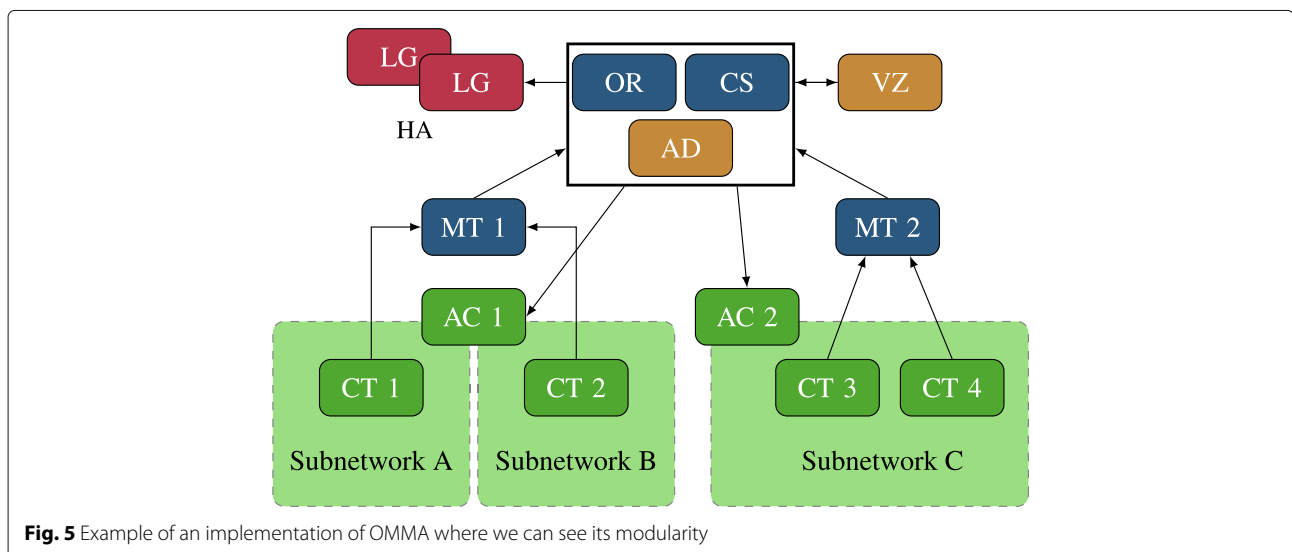 LG
LG
HA
OR
CS
AD
VZ
MT 1
MT 2
AC 1
AC 2
CT 1
CT 2
CT 3
CT 4
Subnetwork A
Subnetwork B
Subnetwork C
Fig. 5 Example of an implementation of OMMA where we can see its modularity